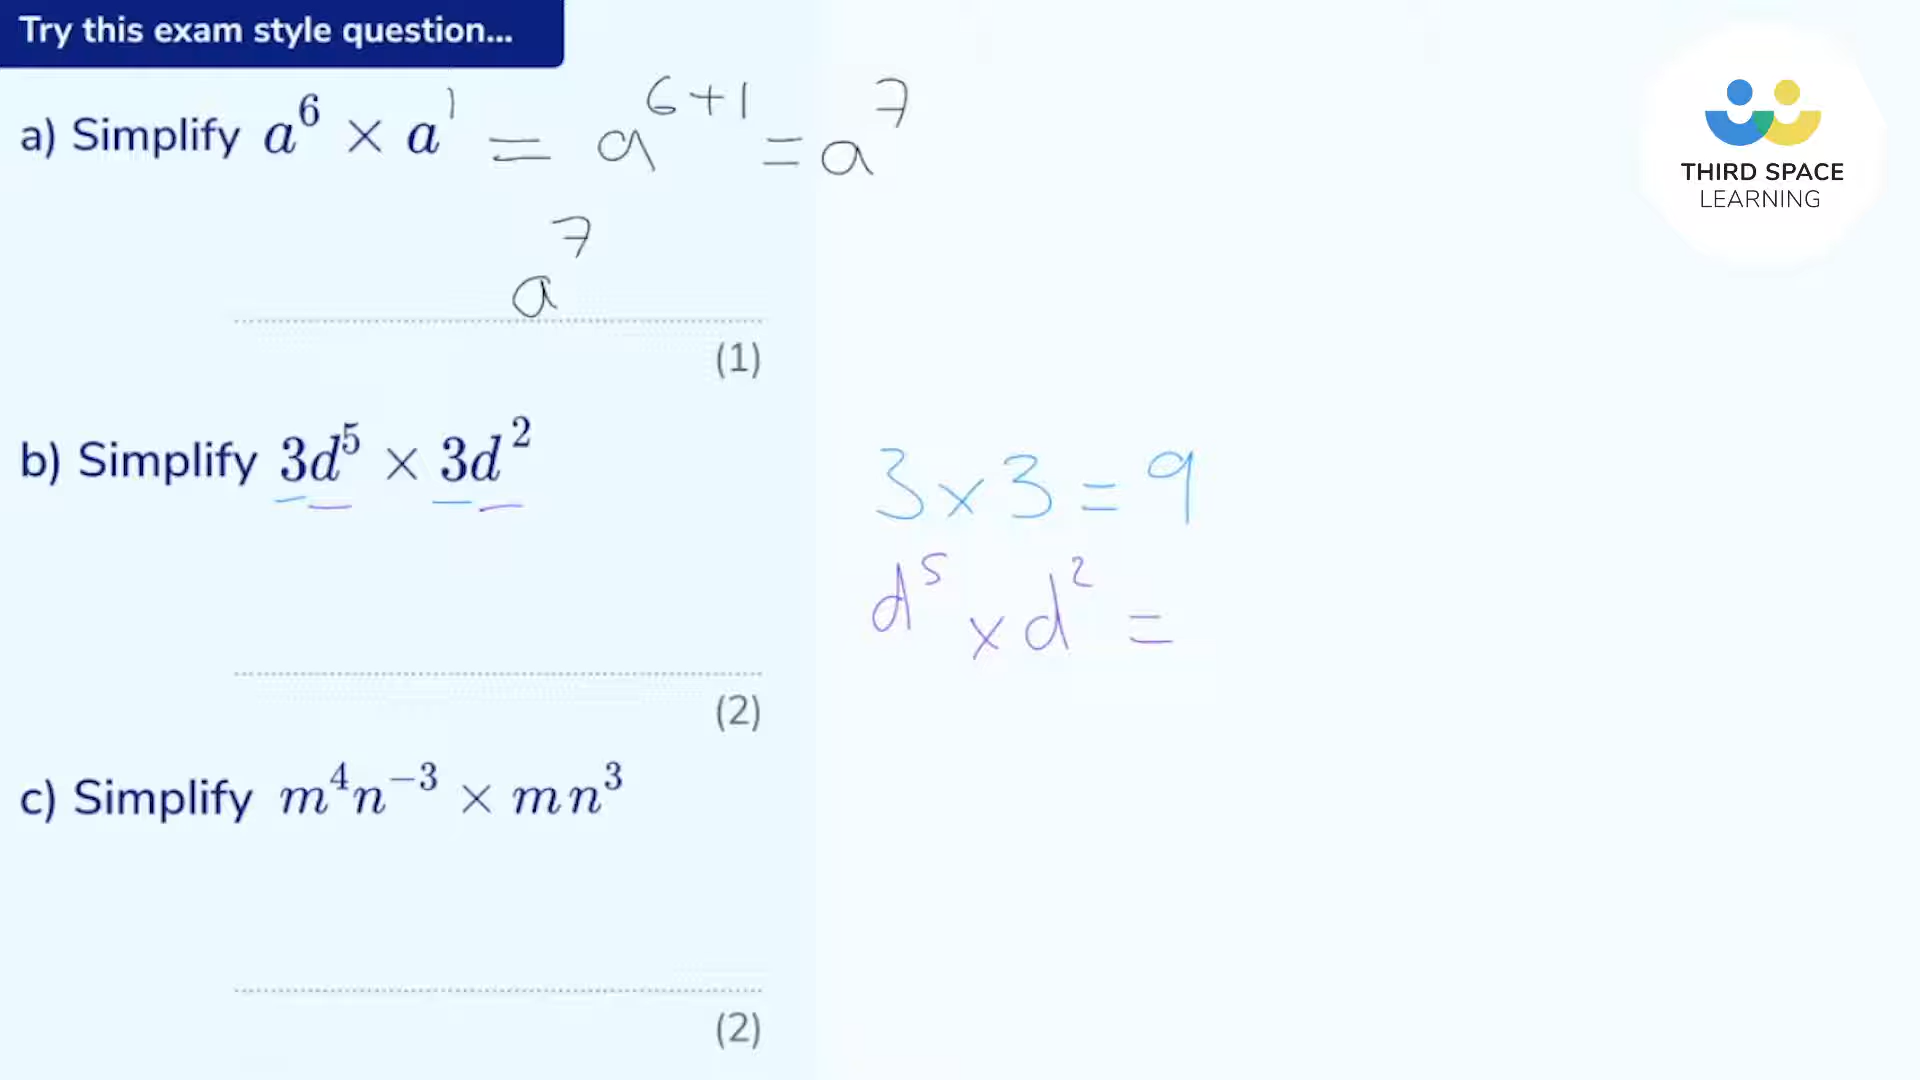 Try this exam style question...
a) Simplify a⁶ × a¹ = a⁶⁺¹ = a⁷
a⁷
(1)
b) Simplify 3d⁵ × 3d²
(2)
c) Simplify m⁴n⁻³ × mn³
(2)
3 × 3 = 9
d⁵ × d² =
THIRD SPACE
LEARNING